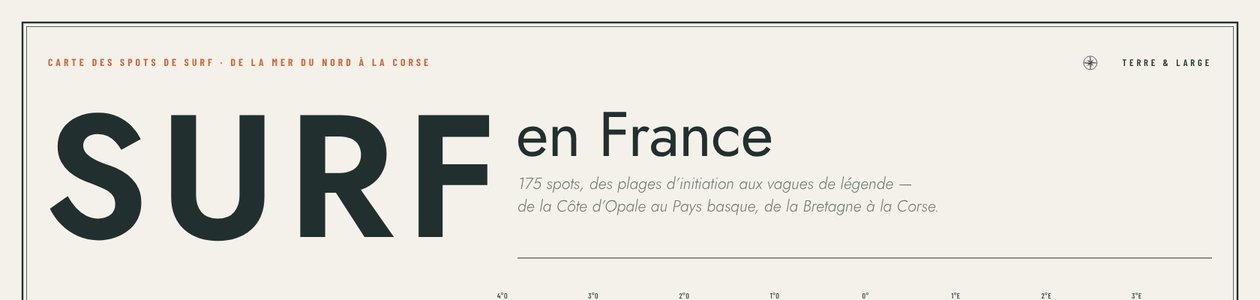 CARTE DES SPOTS DE SURF · DE LA MER DU NORD À LA CORSE
TERRE & LARGE
SURF en France
175 spots, des plages d’initiation aux vagues de légende —
de la Côte d’Opale au Pays basque, de la Bretagne à la Corse.
4°O 3°O 2°O 1°O 0° 1°E 2°E 3°E